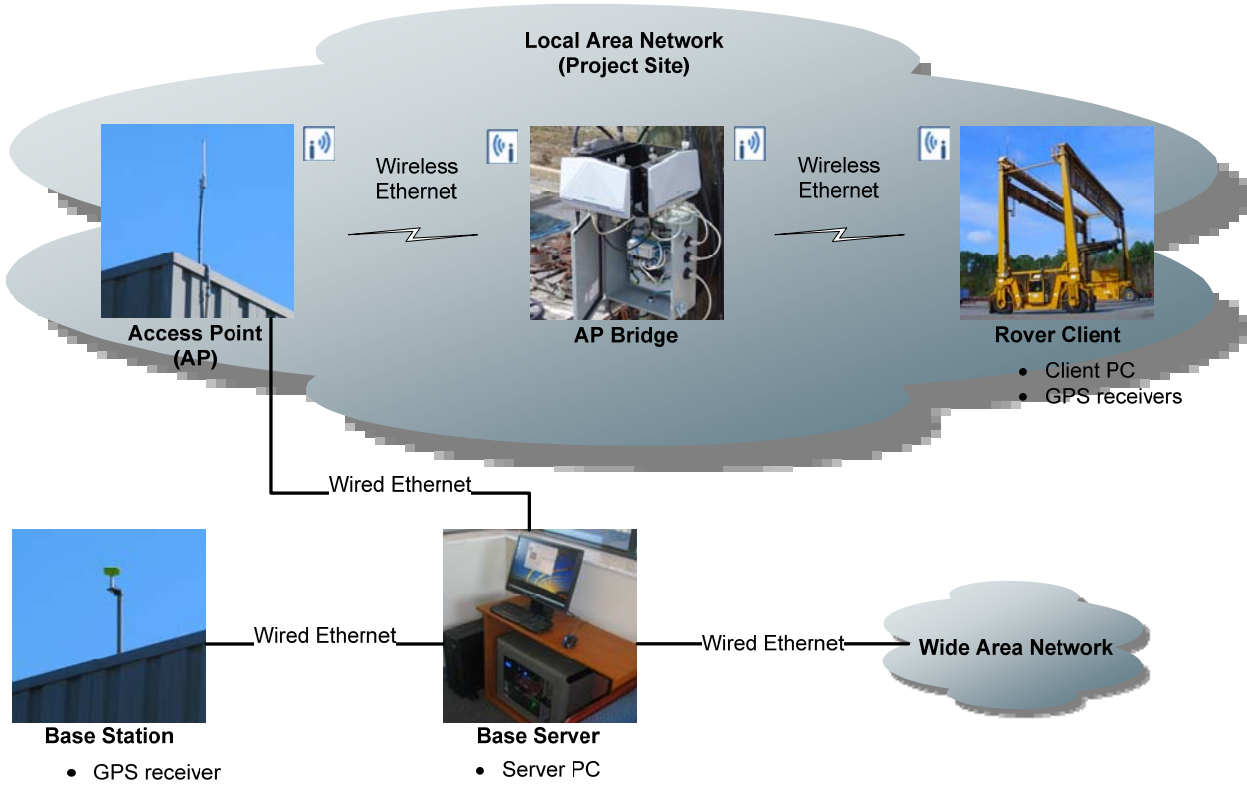 Local Area Network
(Project Site)
Wireless
Ethernet
Wireless
Ethernet
Access Point
(AP)
AP Bridge
Rover Client
• Client PC
• GPS receivers
Wired Ethernet
Wired Ethernet
Wired Ethernet
Wide Area Network
Base Station
• GPS receiver
Base Server
• Server PC